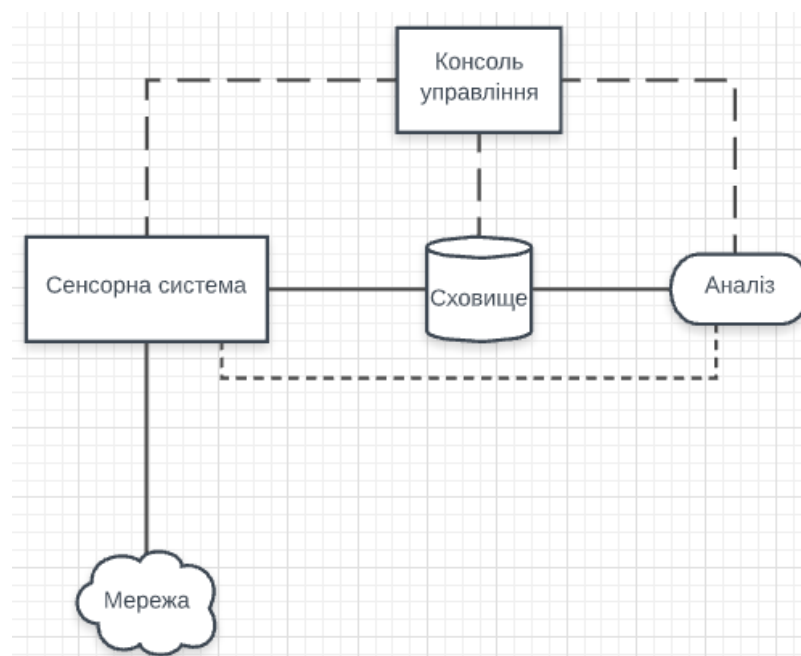 Консоль
управління
Сенсорна система
Сховище
Аналіз
Мережа